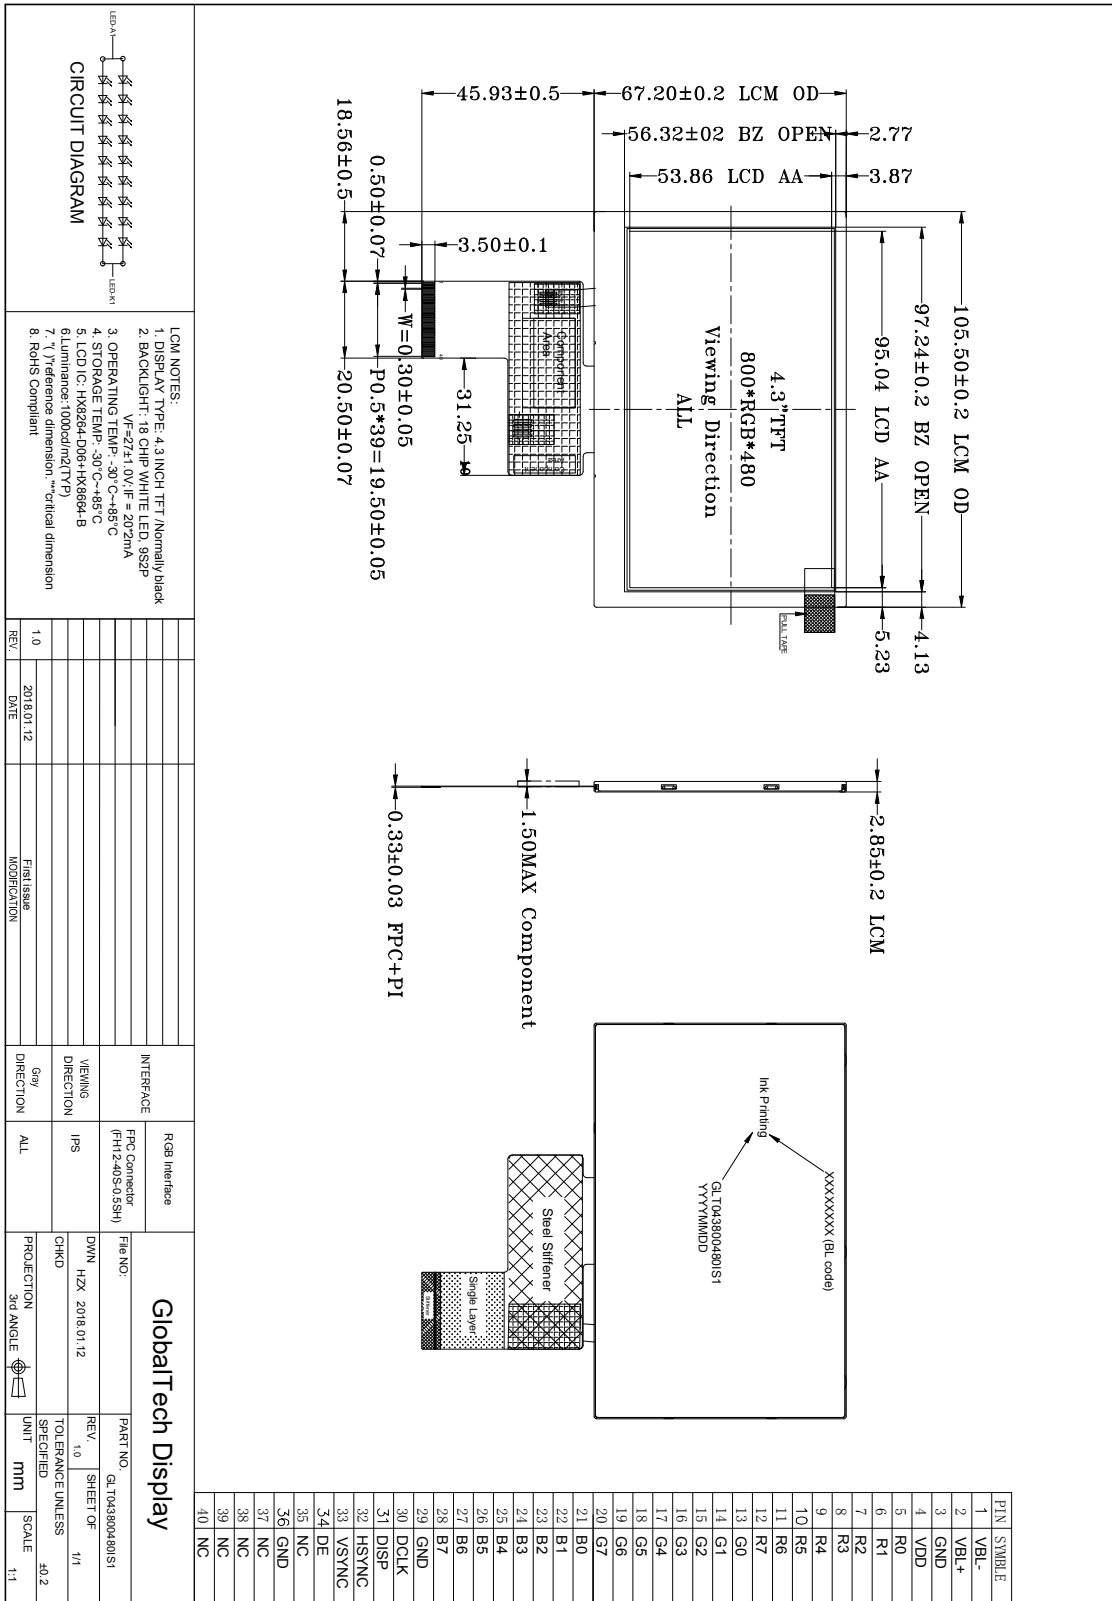 105.50±0.2 LCM OD
97.24±0.2 BZ OPEN
4.13
95.04 LCD AA
5.23
67.20±0.2 LCM OD
45.93±0.5
56.32±02 BZ OPEN
2.77
53.86 LCD AA
3.87
4.3”TFT
800*RGB*480
Viewing Direction
ALL
PULL TAPE
Component
Area
3.50±0.1
31.25
W=0.30±0.05
0.50±0.07
P0.5*39=19.50±0.05
18.56±0.5
20.50±0.07
2.85±0.2 LCM
1.50MAX Component
0.33±0.03 FPC+PI
XXXXXXXX (BL code)
Ink Printing
GLT043800480IS1
YYYYMMDD
Steel Stiffener
Single Layer
Stiffener
PIN SYMBLE
1 VBL-
2 VBL+
3 GND
4 VDD
5 R0
6 R1
7 R2
8 R3
9 R4
10 R5
11 R6
12 R7
13 G0
14 G1
15 G2
16 G3
17 G4
18 G5
19 G6
20 G7
21 B0
22 B1
23 B2
24 B3
25 B4
26 B5
27 B6
28 B7
29 GND
30 DCLK
31 DISP
32 HSYNC
33 VSYNC
34 DE
35 NC
36 GND
37 NC
38 NC
39 NC
40 NC
LED-A1
LED-K1
CIRCUIT DIAGRAM
LCM NOTES:
1. DISPLAY TYPE: 4.3 INCH TFT /Normally black
2. BACKLIGHT: 18 CHIP WHITE LED, 9S2P
VF=27±1.0V;IF = 20*2mA
3. OPERATING TEMP: -30°C~+85°C
4. STORAGE TEMP: -30°C~+85°C
5. LCD IC: HX8264-D06+HX8664-B
6.Luminance:1000cd/m2(TYP)
7. "( )"reference dimension, "*"critical dimension
8. RoHS Compliant
1.0 2018.01.12 First issue
REV. DATE MODIFICATION
INTERFACE
RGB Interface
FPC Connector
(FH12-40S-0.5SH)
VIEWING
DIRECTION
IPS
Gray
DIRECTION
ALL
GlobalTech Display
File NO:
PART NO.
GLT043800480IS1
DWN HZX 2018.01.12
REV. 1.0
SHEET OF 1/1
CHKD
TOLERANCE UNLESS
SPECIFIED ±0.2
PROJECTION
3rd ANGLE
UNIT mm
SCALE 1:1